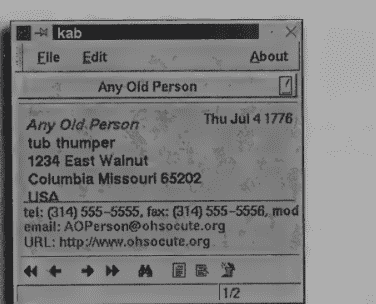 kab
File Edit About
Any Old Person
Any Old Person Thu Jul 4 1776
tub thumper
1234 East Walnut
Columbia Missouri 65202
USA
tel: (314) 555-5555, fax: (314) 555-5556, mod
email: AOPerson@ohsocute.org
URL: http://www.ohsocute.org
1/2